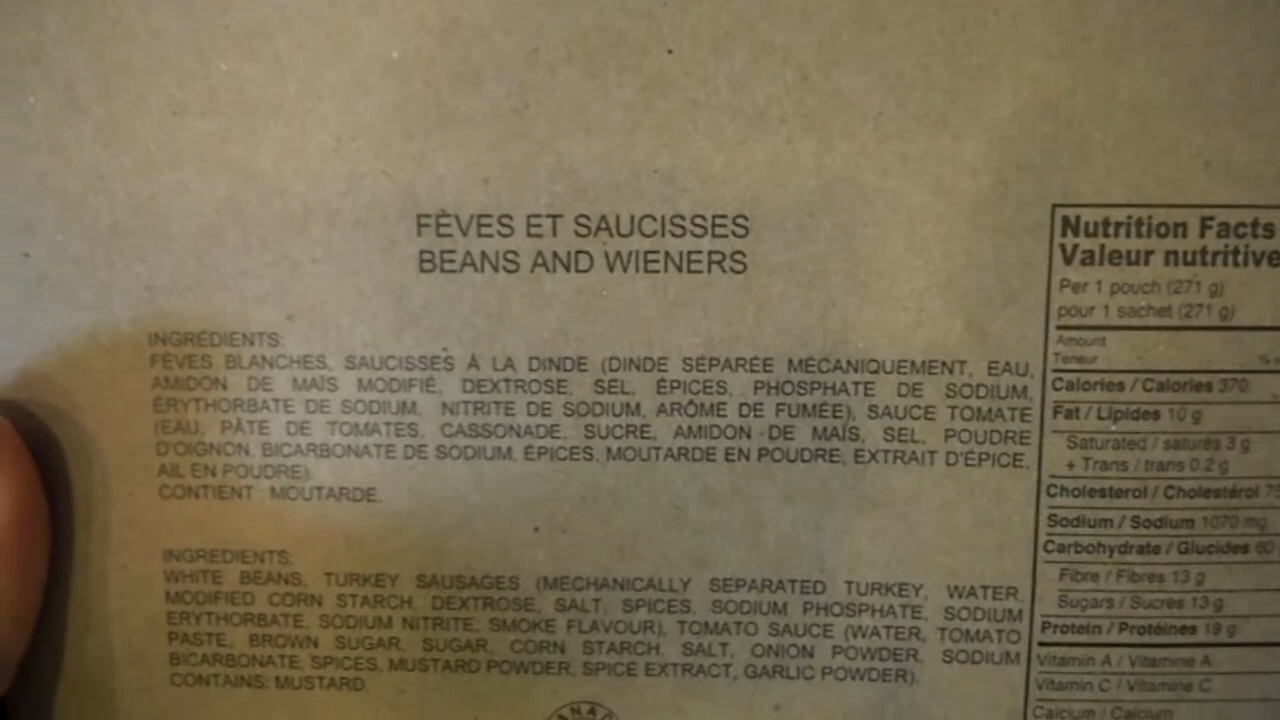 FÈVES ET SAUCISSES
BEANS AND WIENERS
INGRÉDIENTS:
FÈVES BLANCHES, SAUCISSES À LA DINDE (DINDE SÉPARÉE MÉCANIQUEMENT, EAU,
AMIDON DE MAÏS MODIFIÉ, DEXTROSE, SEL, ÉPICES, PHOSPHATE DE SODIUM,
ÉRYTHORBATE DE SODIUM, NITRITE DE SODIUM, ARÔME DE FUMÉE), SAUCE TOMATE
(EAU, PÂTE DE TOMATES, CASSONADE, SUCRE, AMIDON DE MAÏS, SEL, POUDRE
D'OIGNON, BICARBONATE DE SODIUM, ÉPICES, MOUTARDE EN POUDRE, EXTRAIT D'ÉPICE,
AIL EN POUDRE).
CONTIENT : MOUTARDE.
INGREDIENTS:
WHITE BEANS, TURKEY SAUSAGES (MECHANICALLY SEPARATED TURKEY, WATER,
MODIFIED CORN STARCH, DEXTROSE, SALT, SPICES, SODIUM PHOSPHATE, SODIUM
ERYTHORBATE, SODIUM NITRITE, SMOKE FLAVOUR), TOMATO SAUCE (WATER, TOMATO
PASTE, BROWN SUGAR, SUGAR, CORN STARCH, SALT, ONION POWDER, SODIUM
BICARBONATE, SPICES, MUSTARD POWDER, SPICE EXTRACT, GARLIC POWDER).
CONTAINS: MUSTARD.
Nutrition Facts
Valeur nutritive
Per 1 pouch (271 g)
pour 1 sachet (271 g)
Amount
Teneur %
Calories / Calories 370
Fat / Lipides 10 g
Saturated / saturés 3 g
+ Trans / trans 0.2 g
Cholesterol / Cholestérol
Sodium / Sodium 1070 mg
Carbohydrate / Glucides 60
Fibre / Fibres 13 g
Sugars / Sucres 13 g
Protein / Protéines 19 g
Vitamin A / Vitamine A
Vitamin C / Vitamine C
Calcium / Calcium